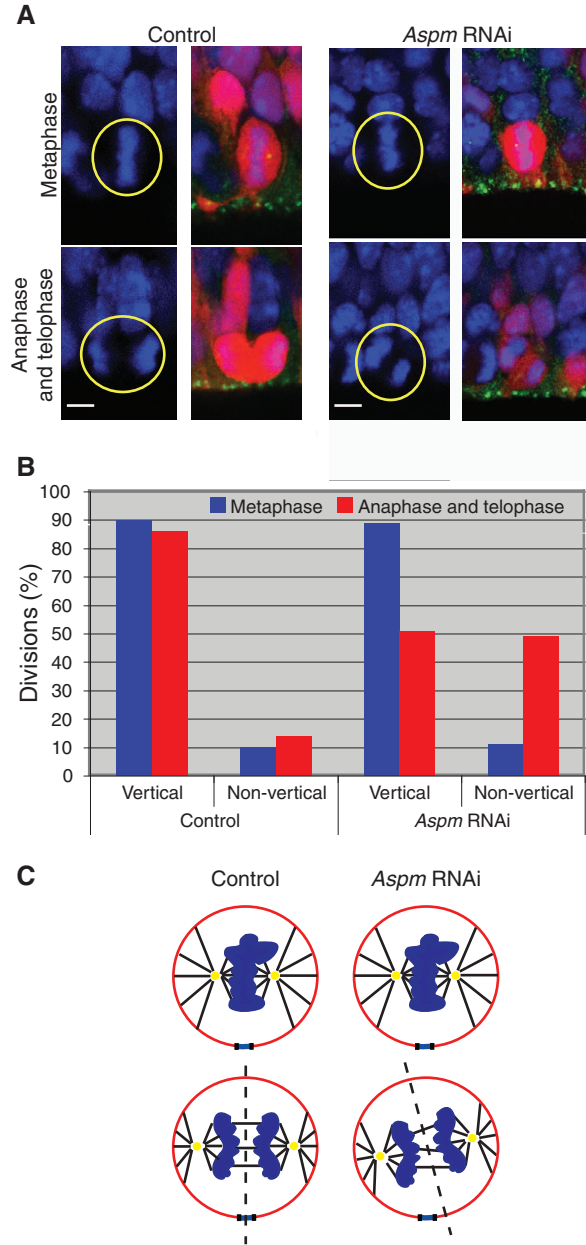 A
Control
Aspm RNAi
Metaphase
Anaphase
and telophase
B
Metaphase
Anaphase and telophase
Divisions (%)
100
90
80
70
60
50
40
30
20
10
0
Vertical
Non-vertical
Vertical
Non-vertical
Control
Aspm RNAi
C
Control
Aspm RNAi